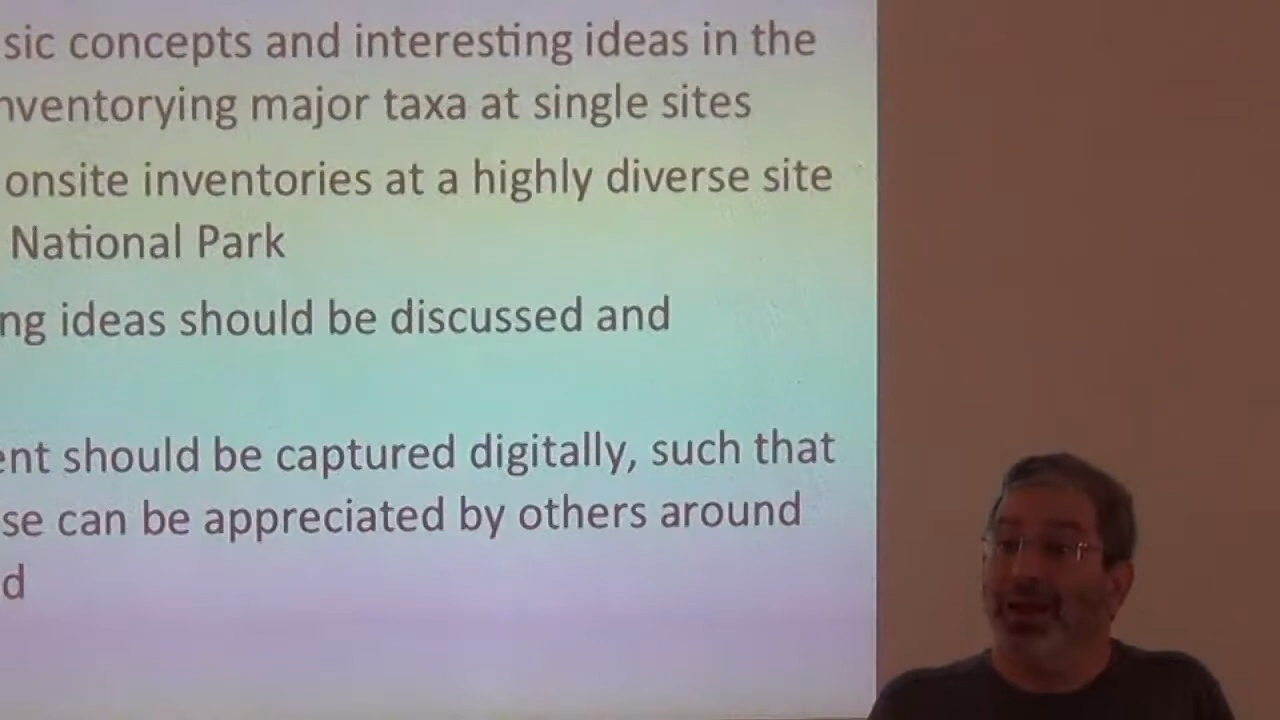 sic concepts and interesting ideas in the
nventorying major taxa at single sites
onsite inventories at a highly diverse site
National Park
ng ideas should be discussed and
ent should be captured digitally, such that
se can be appreciated by others around
d